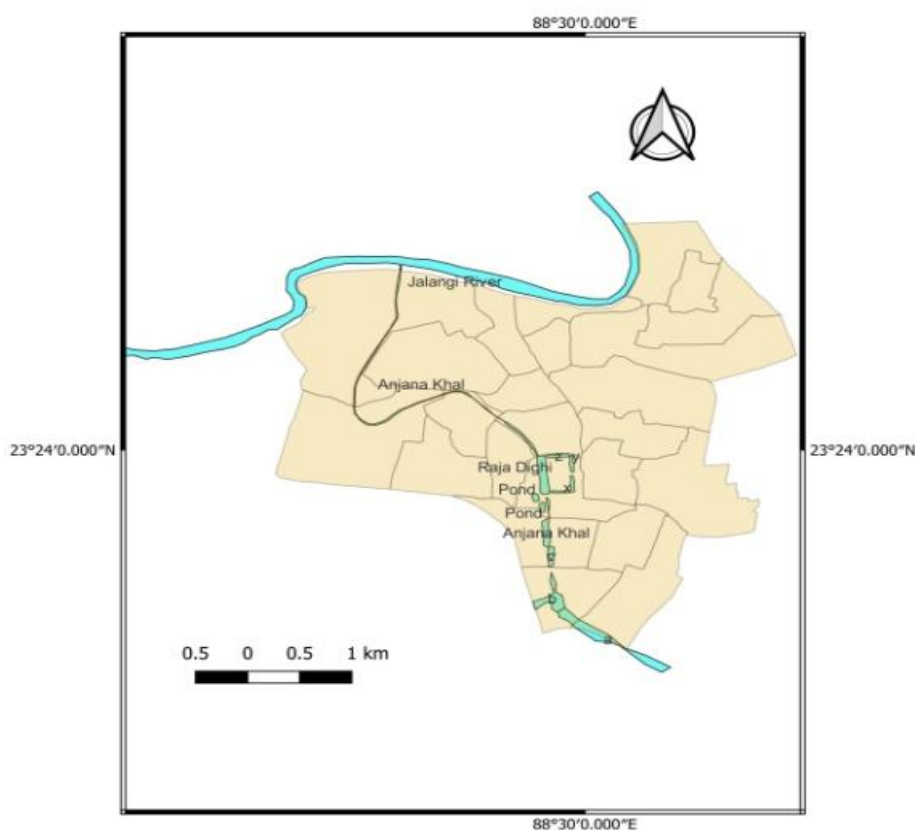 88°30′0.000″E
Jalangi River
Anjana Khal
23°24′0.000″N
23°24′0.000″N
z
y
Raja Dighi
Pond
x
Pond
Anjana Khal
c
b
a
0.5 0 0.5 1 km
88°30′0.000″E